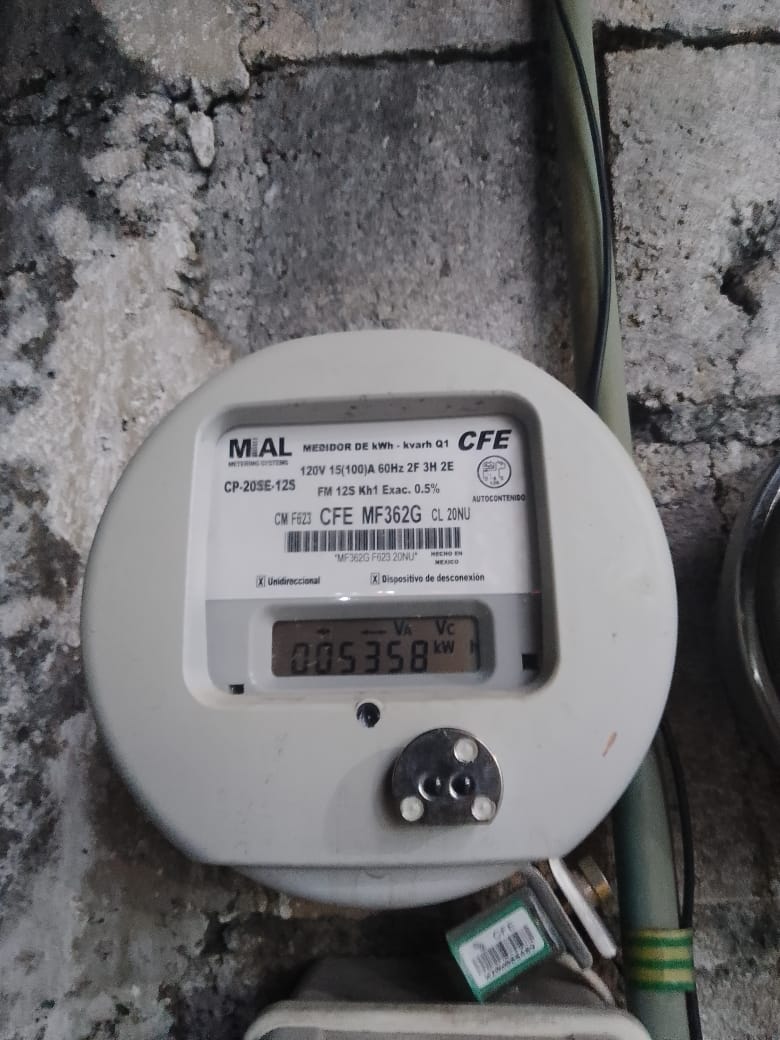 MAL
METERING SYSTEMS
MEDIDOR DE kWh - kvarh Q1
CFE
120V 15(100)A 60Hz 2F 3H 2E
CP-20SE-12S
FM 12S Kh1 Exac. 0.5%
AUTOCONTENIDO
CM F623 CFE MF362G CL 20NU
"MF362G F623 20NU"
HECHO EN
MEXICO
X Unidireccional
X Dispositivo de desconexión
VA VC
005358 kW
CFE